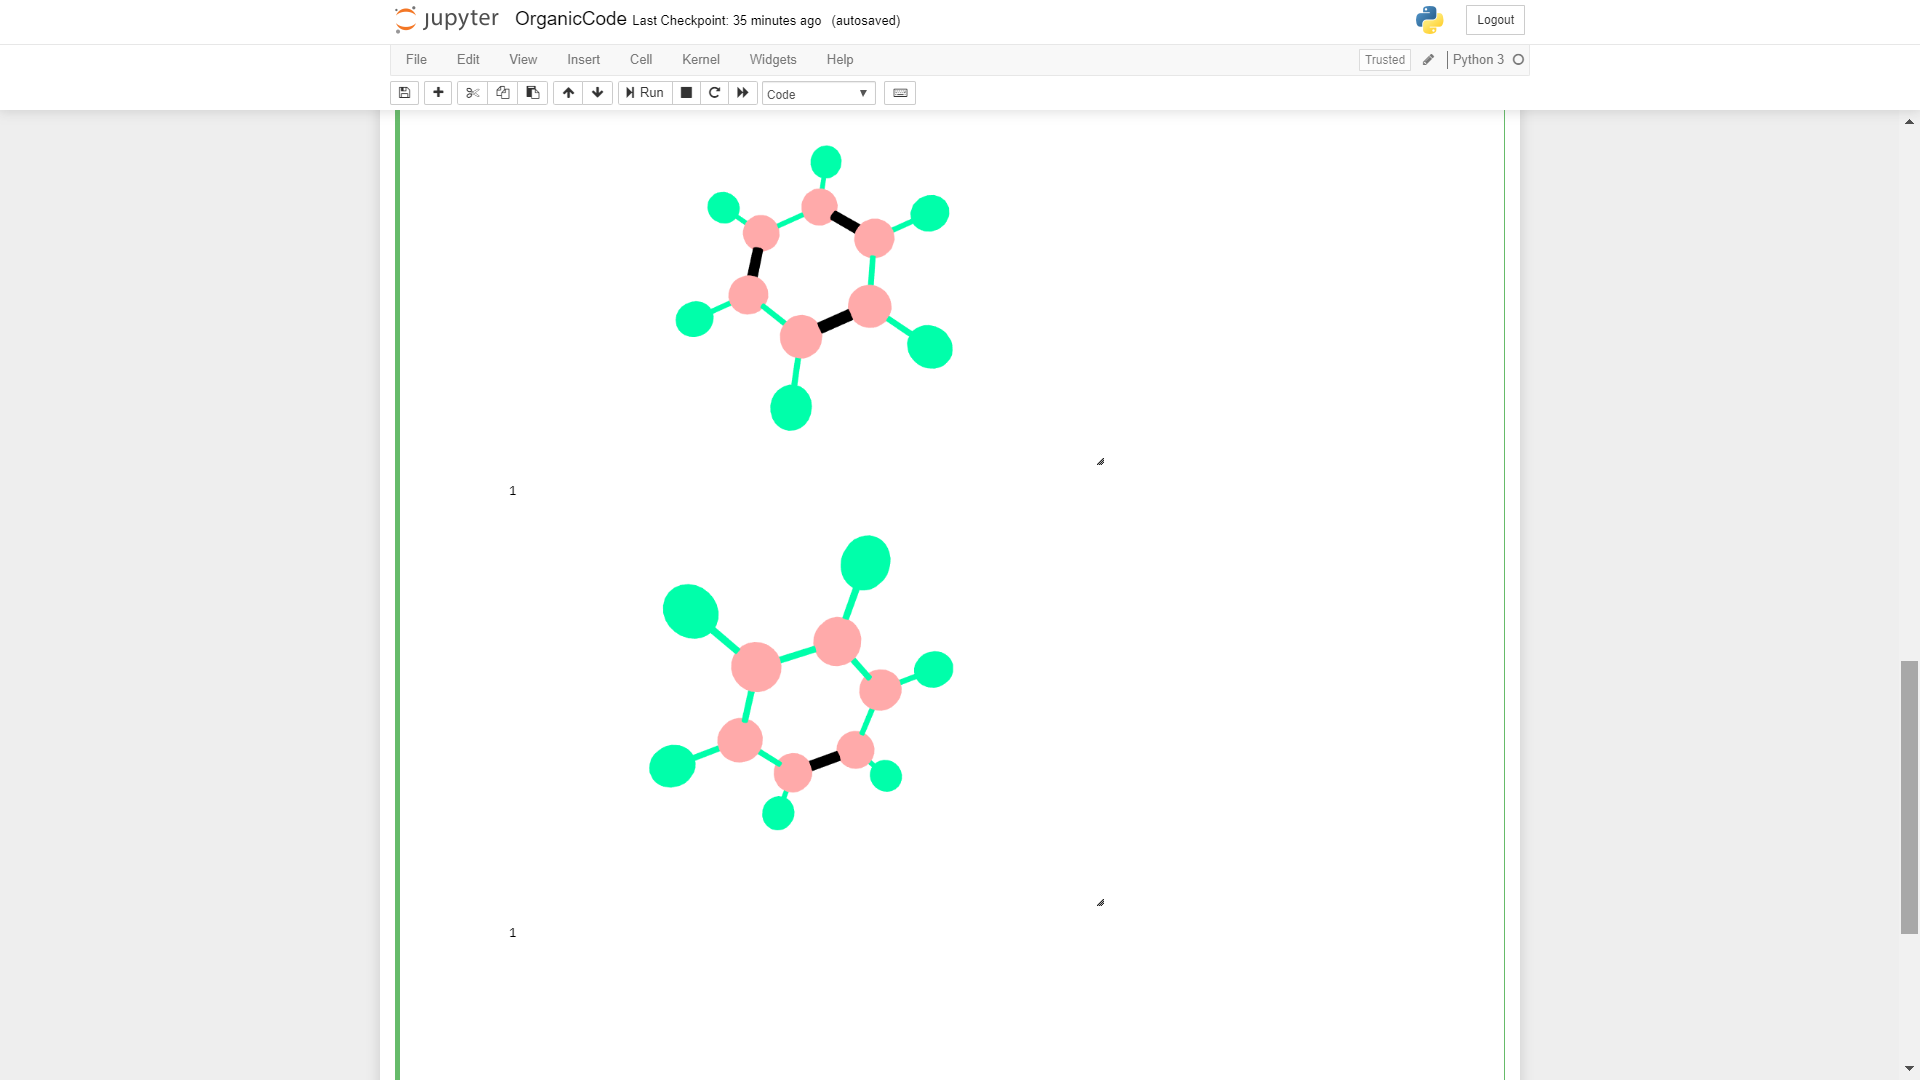 jupyter OrganicCode Last Checkpoint: 35 minutes ago (autosaved) Logout
File Edit View Insert Cell Kernel Widgets Help Trusted Python 3
Run Code
1
1